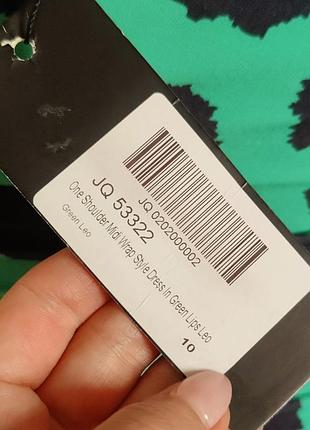 JQ 0202000002
JQ 53322
One Shoulder Midi Wrap Style Dress In Green Lips Leo
Green Leo
10